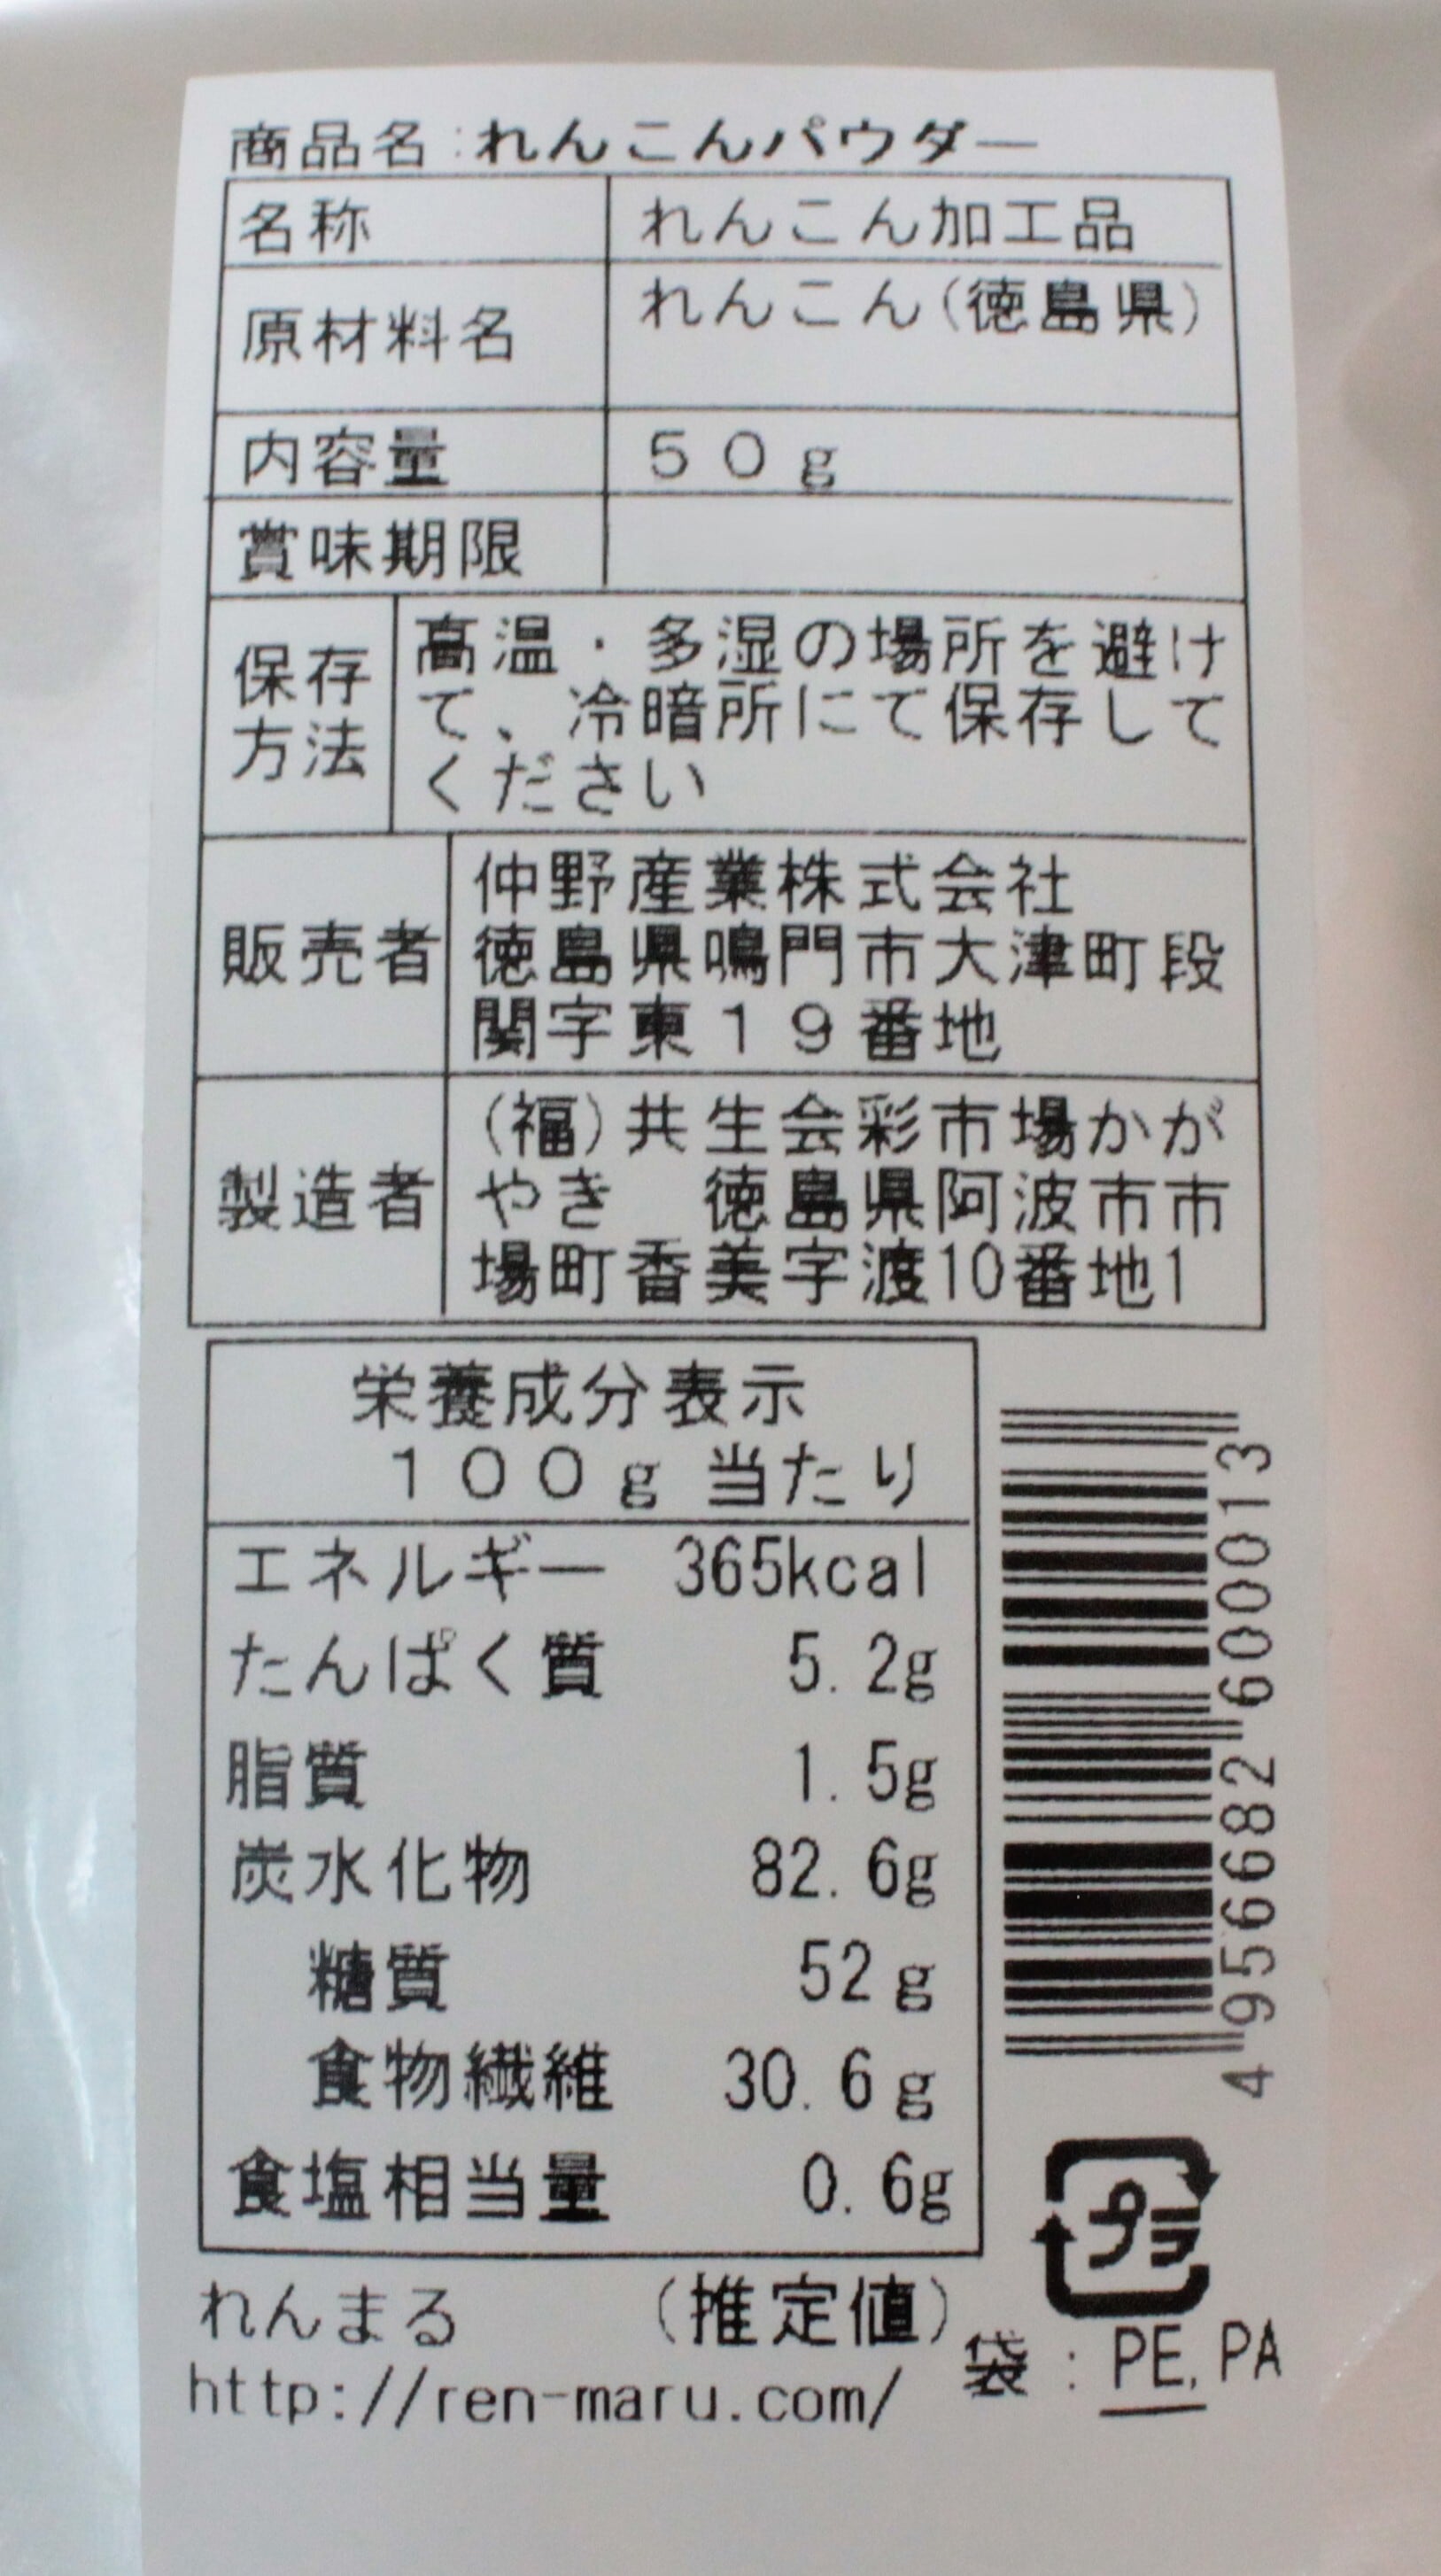 商品名:れんこんパウダー
名称 れんこん加工品
原材料名 れんこん(徳島県)
内容量 50g
賞味期限
保存方法 高温・多湿の場所を避け
て、冷暗所にて保存して
ください
販売者 仲野産業株式会社
徳島県鳴門市大津町段
関字東19番地
製造者 (福)共生会彩市場かが
やき 徳島県阿波市市
場町香美字渡10番地1
栄養成分表示
100g当たり
エネルギー 365kcal
たんぱく質 5.2g
脂質 1.5g
炭水化物 82.6g
糖質 52g
食物繊維 30.6g
食塩相当量 0.6g
れんまる (推定値)
http://ren-maru.com/
4956682600013
プラ
袋:PE,PA